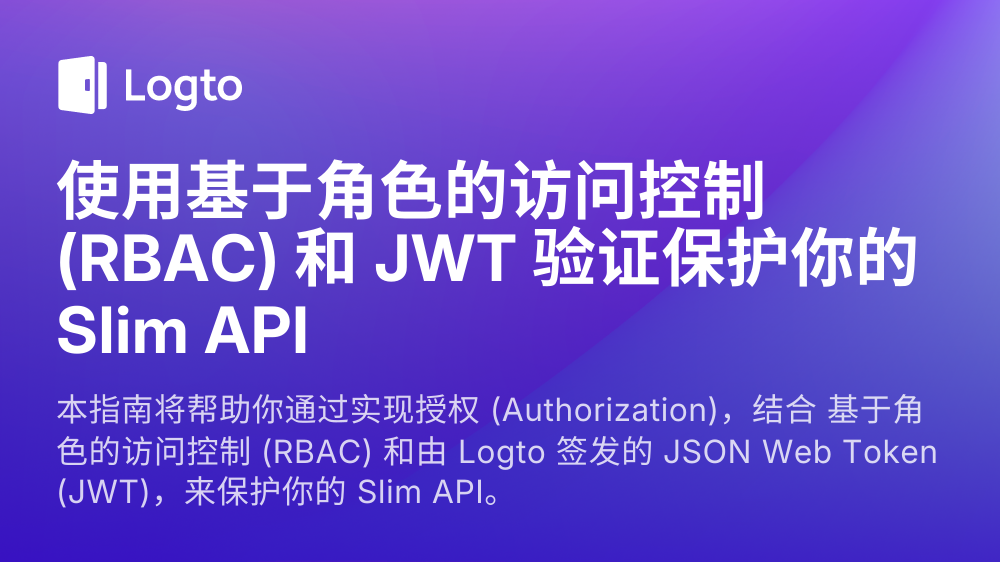 Logto
使用基于角色的访问控制
(RBAC) 和 JWT 验证保护你的
Slim API
本指南将帮助你通过实现授权 (Authorization)，结合 基于角
色的访问控制 (RBAC) 和由 Logto 签发的 JSON Web Token
(JWT)，来保护你的 Slim API。